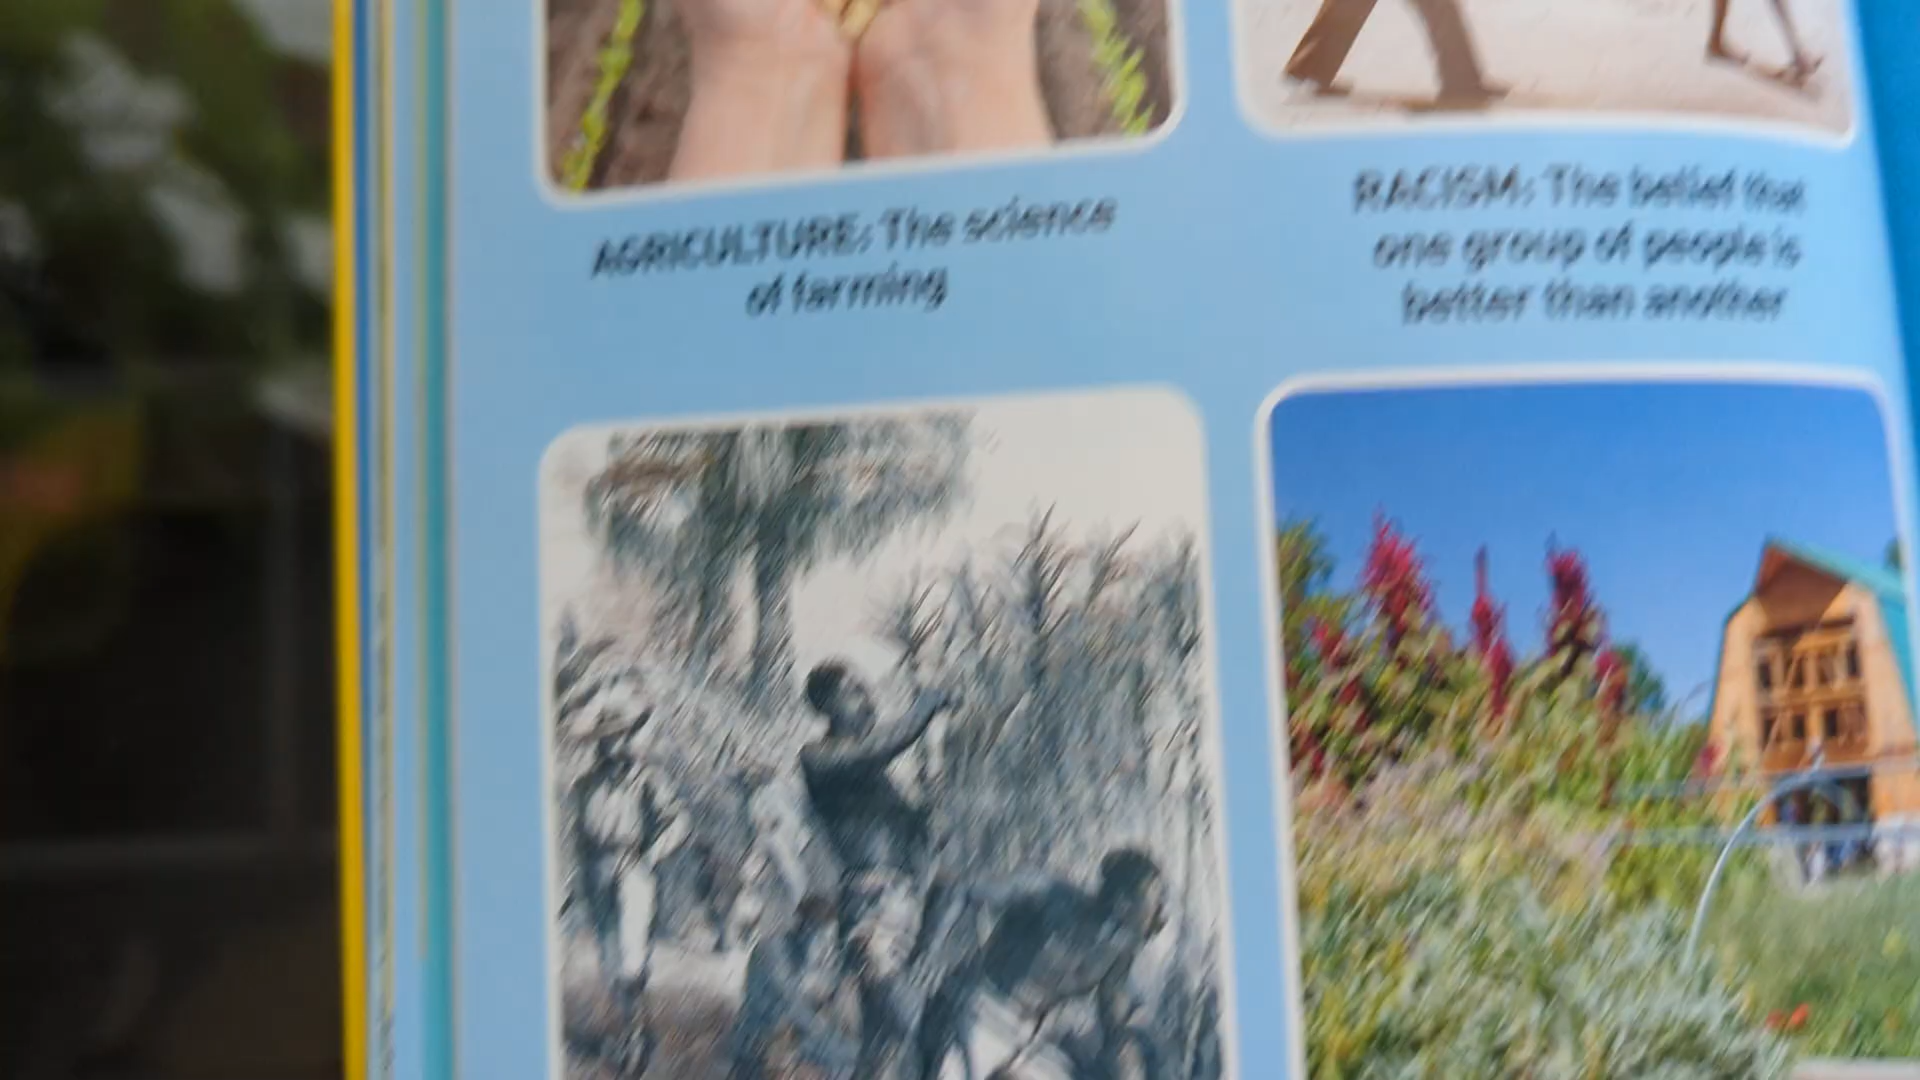 AGRICULTURE: The science
of farming
RACISM: The belief that
one group of people is
better than another